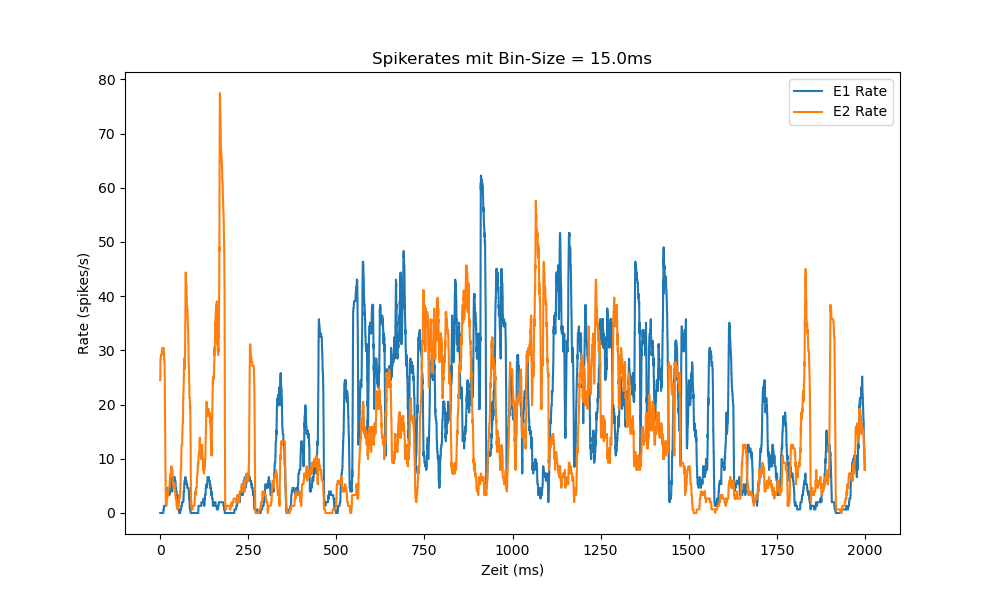 Spikerates mit Bin-Size = 15.0ms
E1 Rate
E2 Rate
Rate (spikes/s)
80
70
60
50
40
30
20
10
0
0 250 500 750 1000 1250 1500 1750 2000
Zeit (ms)